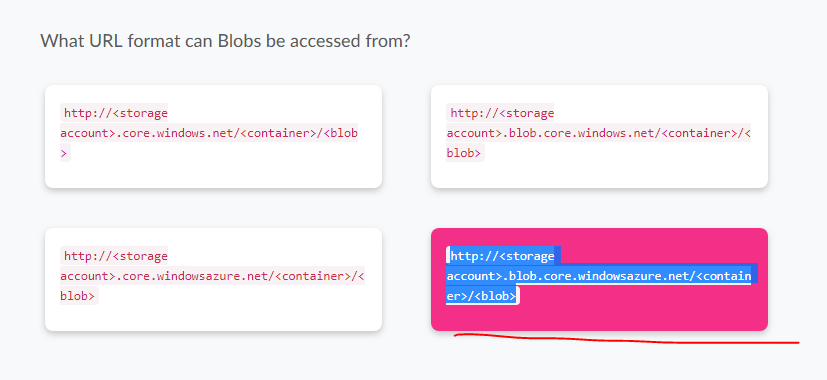 What URL format can Blobs be accessed from?
http://<storage
account>.core.windows.net/<container>/<blob
>
http://<storage
account>.blob.core.windows.net/<container>/<
blob>
http://<storage
account>.core.windowsazure.net/<container>/<
blob>
http://<storage
account>.blob.core.windowsazure.net/<contain
er>/<blob>